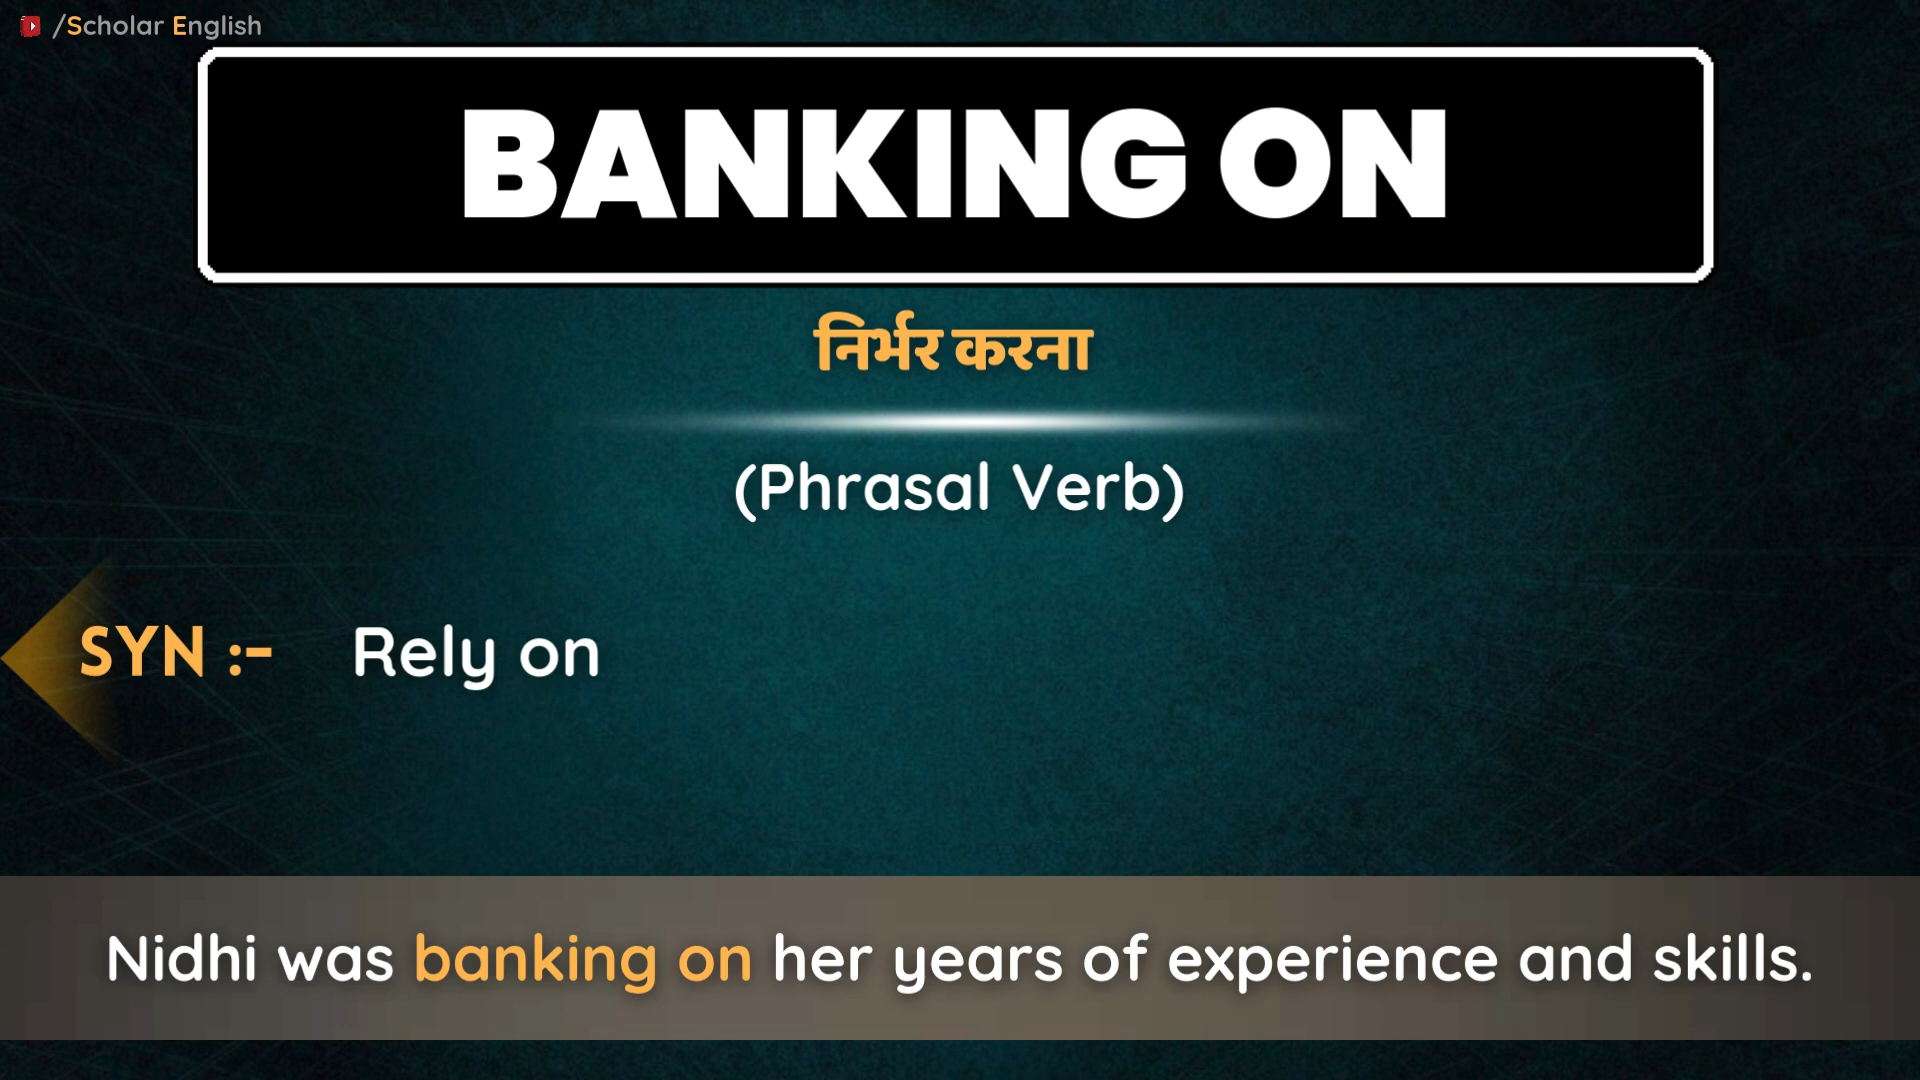 /Scholar English
BANKING ON
निर्भर करना
(Phrasal Verb)
SYN :- Rely on
Nidhi was banking on her years of experience and skills.